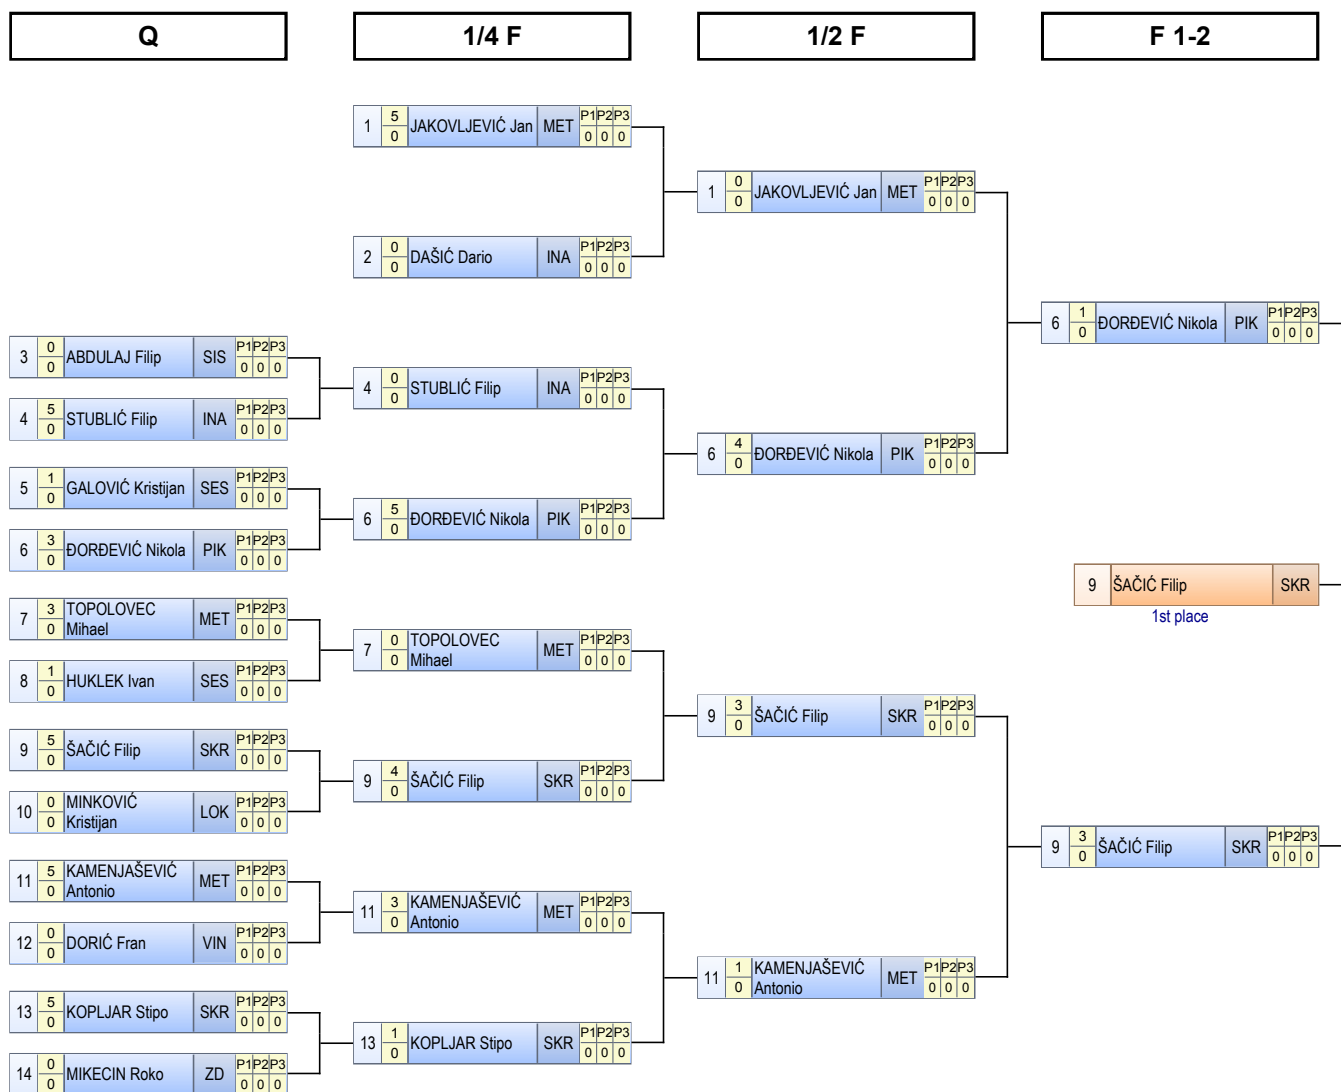 Q
1/4 F
1/2 F
F 1-2
1 5 0 JAKOVLJEVIĆ Jan MET P1 P2 P3 0 0 0
2 0 0 DAŠIĆ Dario INA P1 P2 P3 0 0 0
1 0 0 JAKOVLJEVIĆ Jan MET P1 P2 P3 0 0 0
6 1 0 ĐORĐEVIĆ Nikola PIK P1 P2 P3 0 0 0
3 0 0 ABDULAJ Filip SIS P1 P2 P3 0 0 0
4 5 0 STUBLIĆ Filip INA P1 P2 P3 0 0 0
4 0 0 STUBLIĆ Filip INA P1 P2 P3 0 0 0
6 4 0 ĐORĐEVIĆ Nikola PIK P1 P2 P3 0 0 0
5 1 0 GALOVIĆ Kristijan SES P1 P2 P3 0 0 0
6 3 0 ĐORĐEVIĆ Nikola PIK P1 P2 P3 0 0 0
6 5 0 ĐORĐEVIĆ Nikola PIK P1 P2 P3 0 0 0
9 ŠAČIĆ Filip SKR
1st place
7 3 0 TOPOLOVEC
Mihael MET P1 P2 P3 0 0 0
8 1 0 HUKLEK Ivan SES P1 P2 P3 0 0 0
7 0 0 TOPOLOVEC
Mihael MET P1 P2 P3 0 0 0
9 3 0 ŠAČIĆ Filip SKR P1 P2 P3 0 0 0
9 5 0 ŠAČIĆ Filip SKR P1 P2 P3 0 0 0
10 0 0 MINKOVIĆ
Kristijan LOK P1 P2 P3 0 0 0
9 4 0 ŠAČIĆ Filip SKR P1 P2 P3 0 0 0
9 3 0 ŠAČIĆ Filip SKR P1 P2 P3 0 0 0
11 5 0 KAMENJAŠEVIĆ
Antonio MET P1 P2 P3 0 0 0
12 0 0 DORIĆ Fran VIN P1 P2 P3 0 0 0
11 3 0 KAMENJAŠEVIĆ
Antonio MET P1 P2 P3 0 0 0
11 1 0 KAMENJAŠEVIĆ
Antonio MET P1 P2 P3 0 0 0
13 5 0 KOPLJAR Stipo SKR P1 P2 P3 0 0 0
14 0 0 MIKECIN Roko ZD P1 P2 P3 0 0 0
13 1 0 KOPLJAR Stipo SKR P1 P2 P3 0 0 0